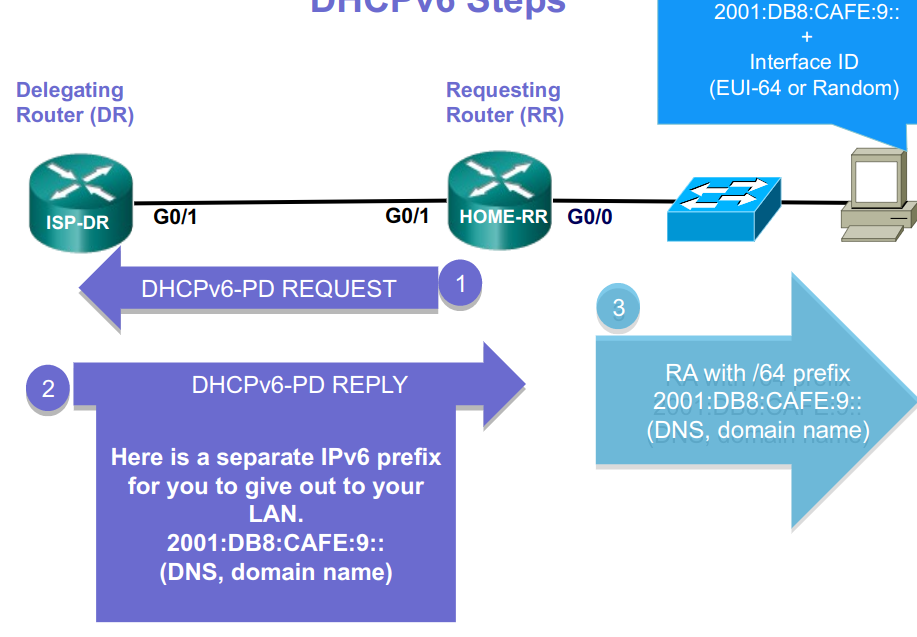 DHCPv6 Steps
2001:DB8:CAFE:9::
+
Interface ID
(EUI-64 or Random)
Delegating
Router (DR)
Requesting
Router (RR)
ISP-DR
G0/1
G0/1
HOME-RR
G0/0
DHCPv6-PD REQUEST
1
3
2
DHCPv6-PD REPLY
Here is a separate IPv6 prefix
for you to give out to your
LAN.
2001:DB8:CAFE:9::
(DNS, domain name)
RA with /64 prefix
2001:DB8:CAFE:9::
(DNS, domain name)